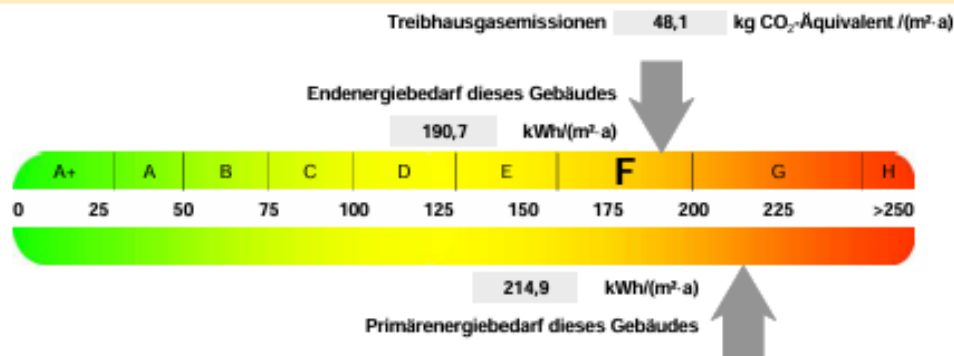 Treibhausgasemissionen 48,1 kg CO₂-Äquivalent /(m²·a)
Endenergiebedarf dieses Gebäudes
190,7 kWh/(m²·a)
A+ A B C D E F G H
0 25 50 75 100 125 150 175 200 225 >250
214,9 kWh/(m²·a)
Primärenergiebedarf dieses Gebäudes